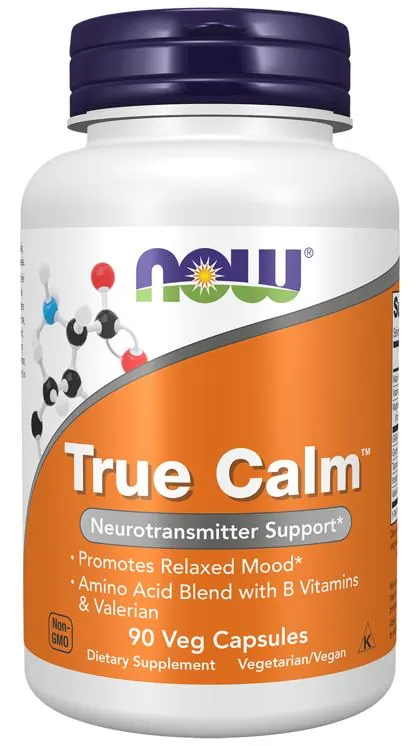 NOW®
True Calm™
Neurotransmitter Support*
• Promotes Relaxed Mood*
• Amino Acid Blend with B Vitamins
& Valerian
90 Veg Capsules
Non-
GMO
Dietary Supplement Vegetarian/Vegan
K